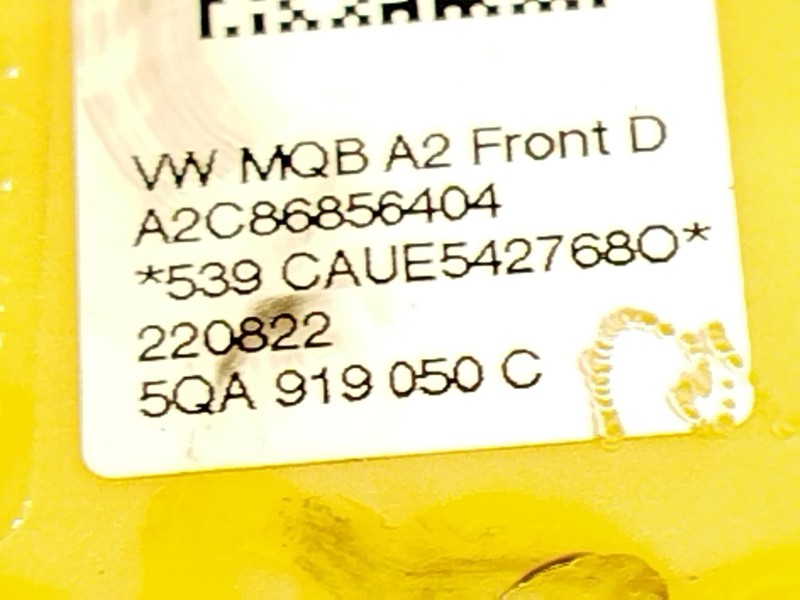 VW MQB A2 Front D
A2C86856404
*539 CAUE5427680*
220822
5QA 919 050 C